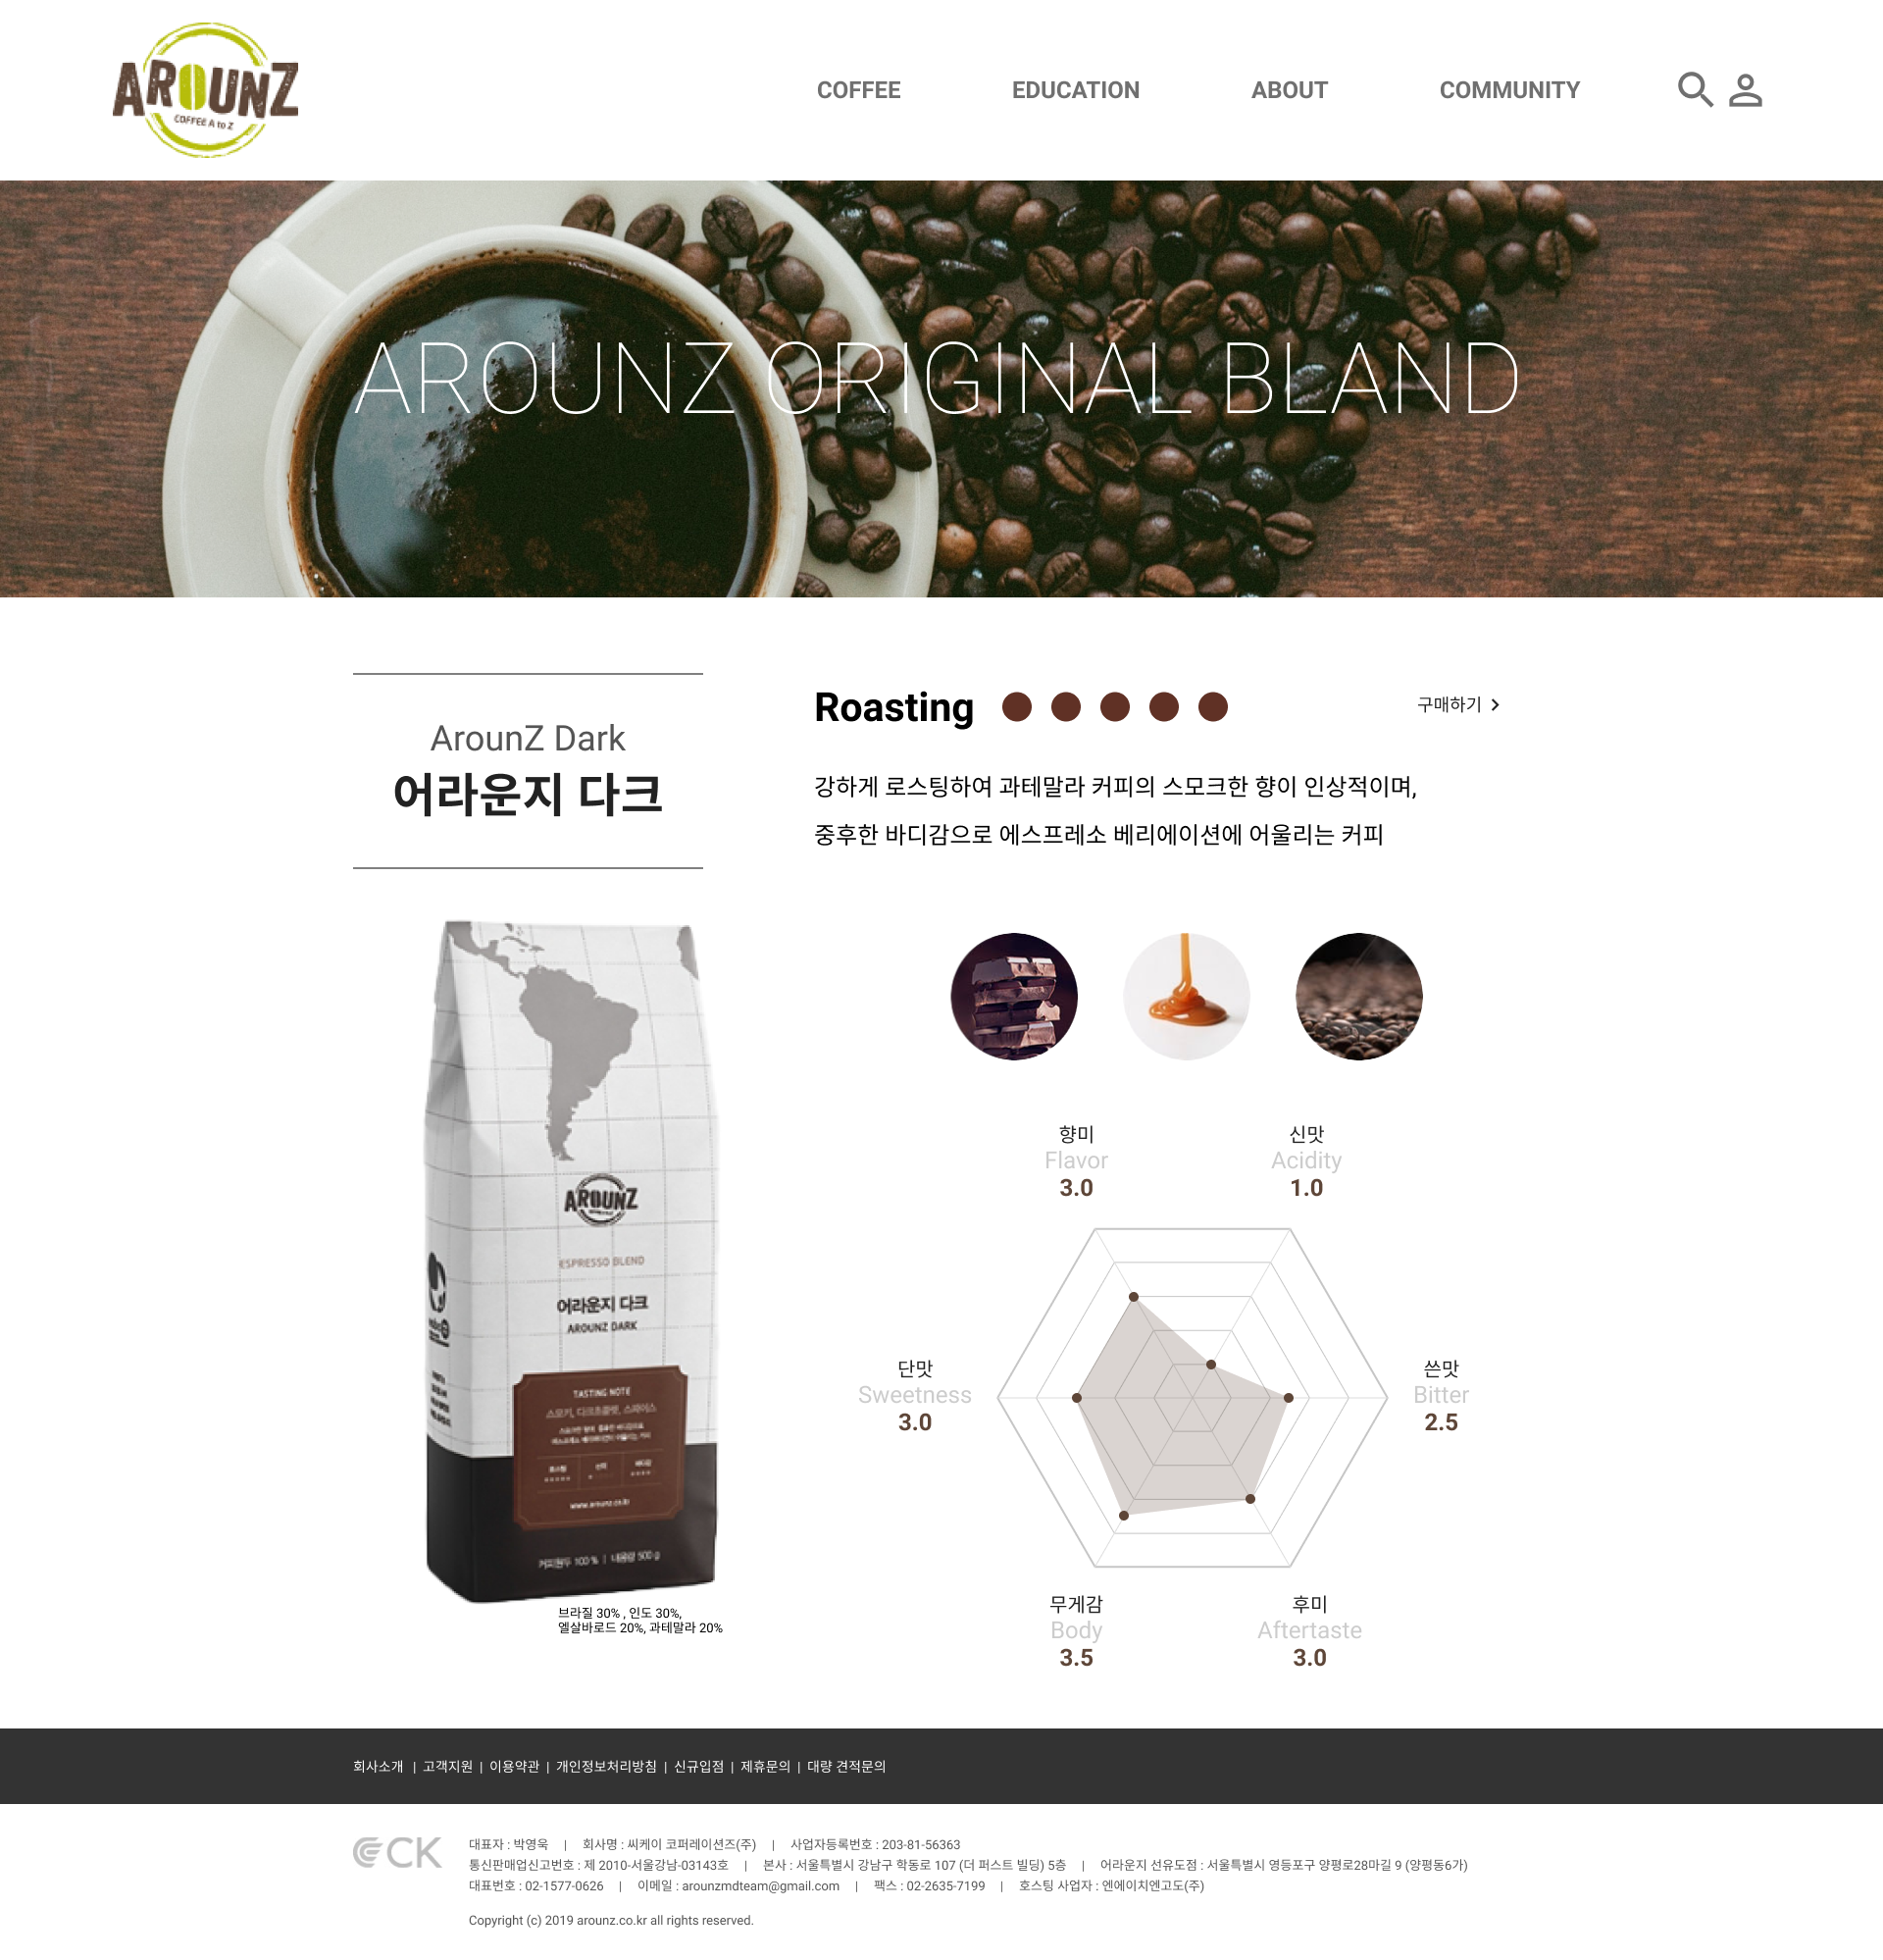 AROUNZ
COFFEE A to Z
COFFEE
EDUCATION
ABOUT
COMMUNITY
AROUNZ ORIGINAL BLAND
ArounZ Dark
어라운지 다크
Roasting
구매하기
강하게 로스팅하여 과테말라 커피의 스모크한 향이 인상적이며,
중후한 바디감으로 에스프레소 베리에이션에 어울리는 커피
AROUNZ
ESPRESSO BLEND
어라운지 다크
AROUNZ DARK
TASTING NOTE
스모키, 다크초콜렛, 스파이스
www.arounz.co.kr
커피원두 100 % | 내용량 500 g
브라질 30% , 인도 30%,
엘살바로드 20%, 과테말라 20%
향미
Flavor
3.0
신맛
Acidity
1.0
단맛
Sweetness
3.0
쓴맛
Bitter
2.5
무게감
Body
3.5
후미
Aftertaste
3.0
회사소개 | 고객지원 | 이용약관 | 개인정보처리방침 | 신규입점 | 제휴문의 | 대량 견적문의
CK
대표자 : 박영욱 | 회사명 : 씨케이 코퍼레이션즈(주) | 사업자등록번호 : 203-81-56363
통신판매업신고번호 : 제 2010-서울강남-03143호 | 본사 : 서울특별시 강남구 학동로 107 (더 퍼스트 빌딩) 5층 | 어라운지 선유도점 : 서울특별시 영등포구 양평로28마길 9 (양평동6가)
대표번호 : 02-1577-0626 | 이메일 : arounzmdteam@gmail.com | 팩스 : 02-2635-7199 | 호스팅 사업자 : 엔에이치엔고도(주)
Copyright (c) 2019 arounz.co.kr all rights reserved.